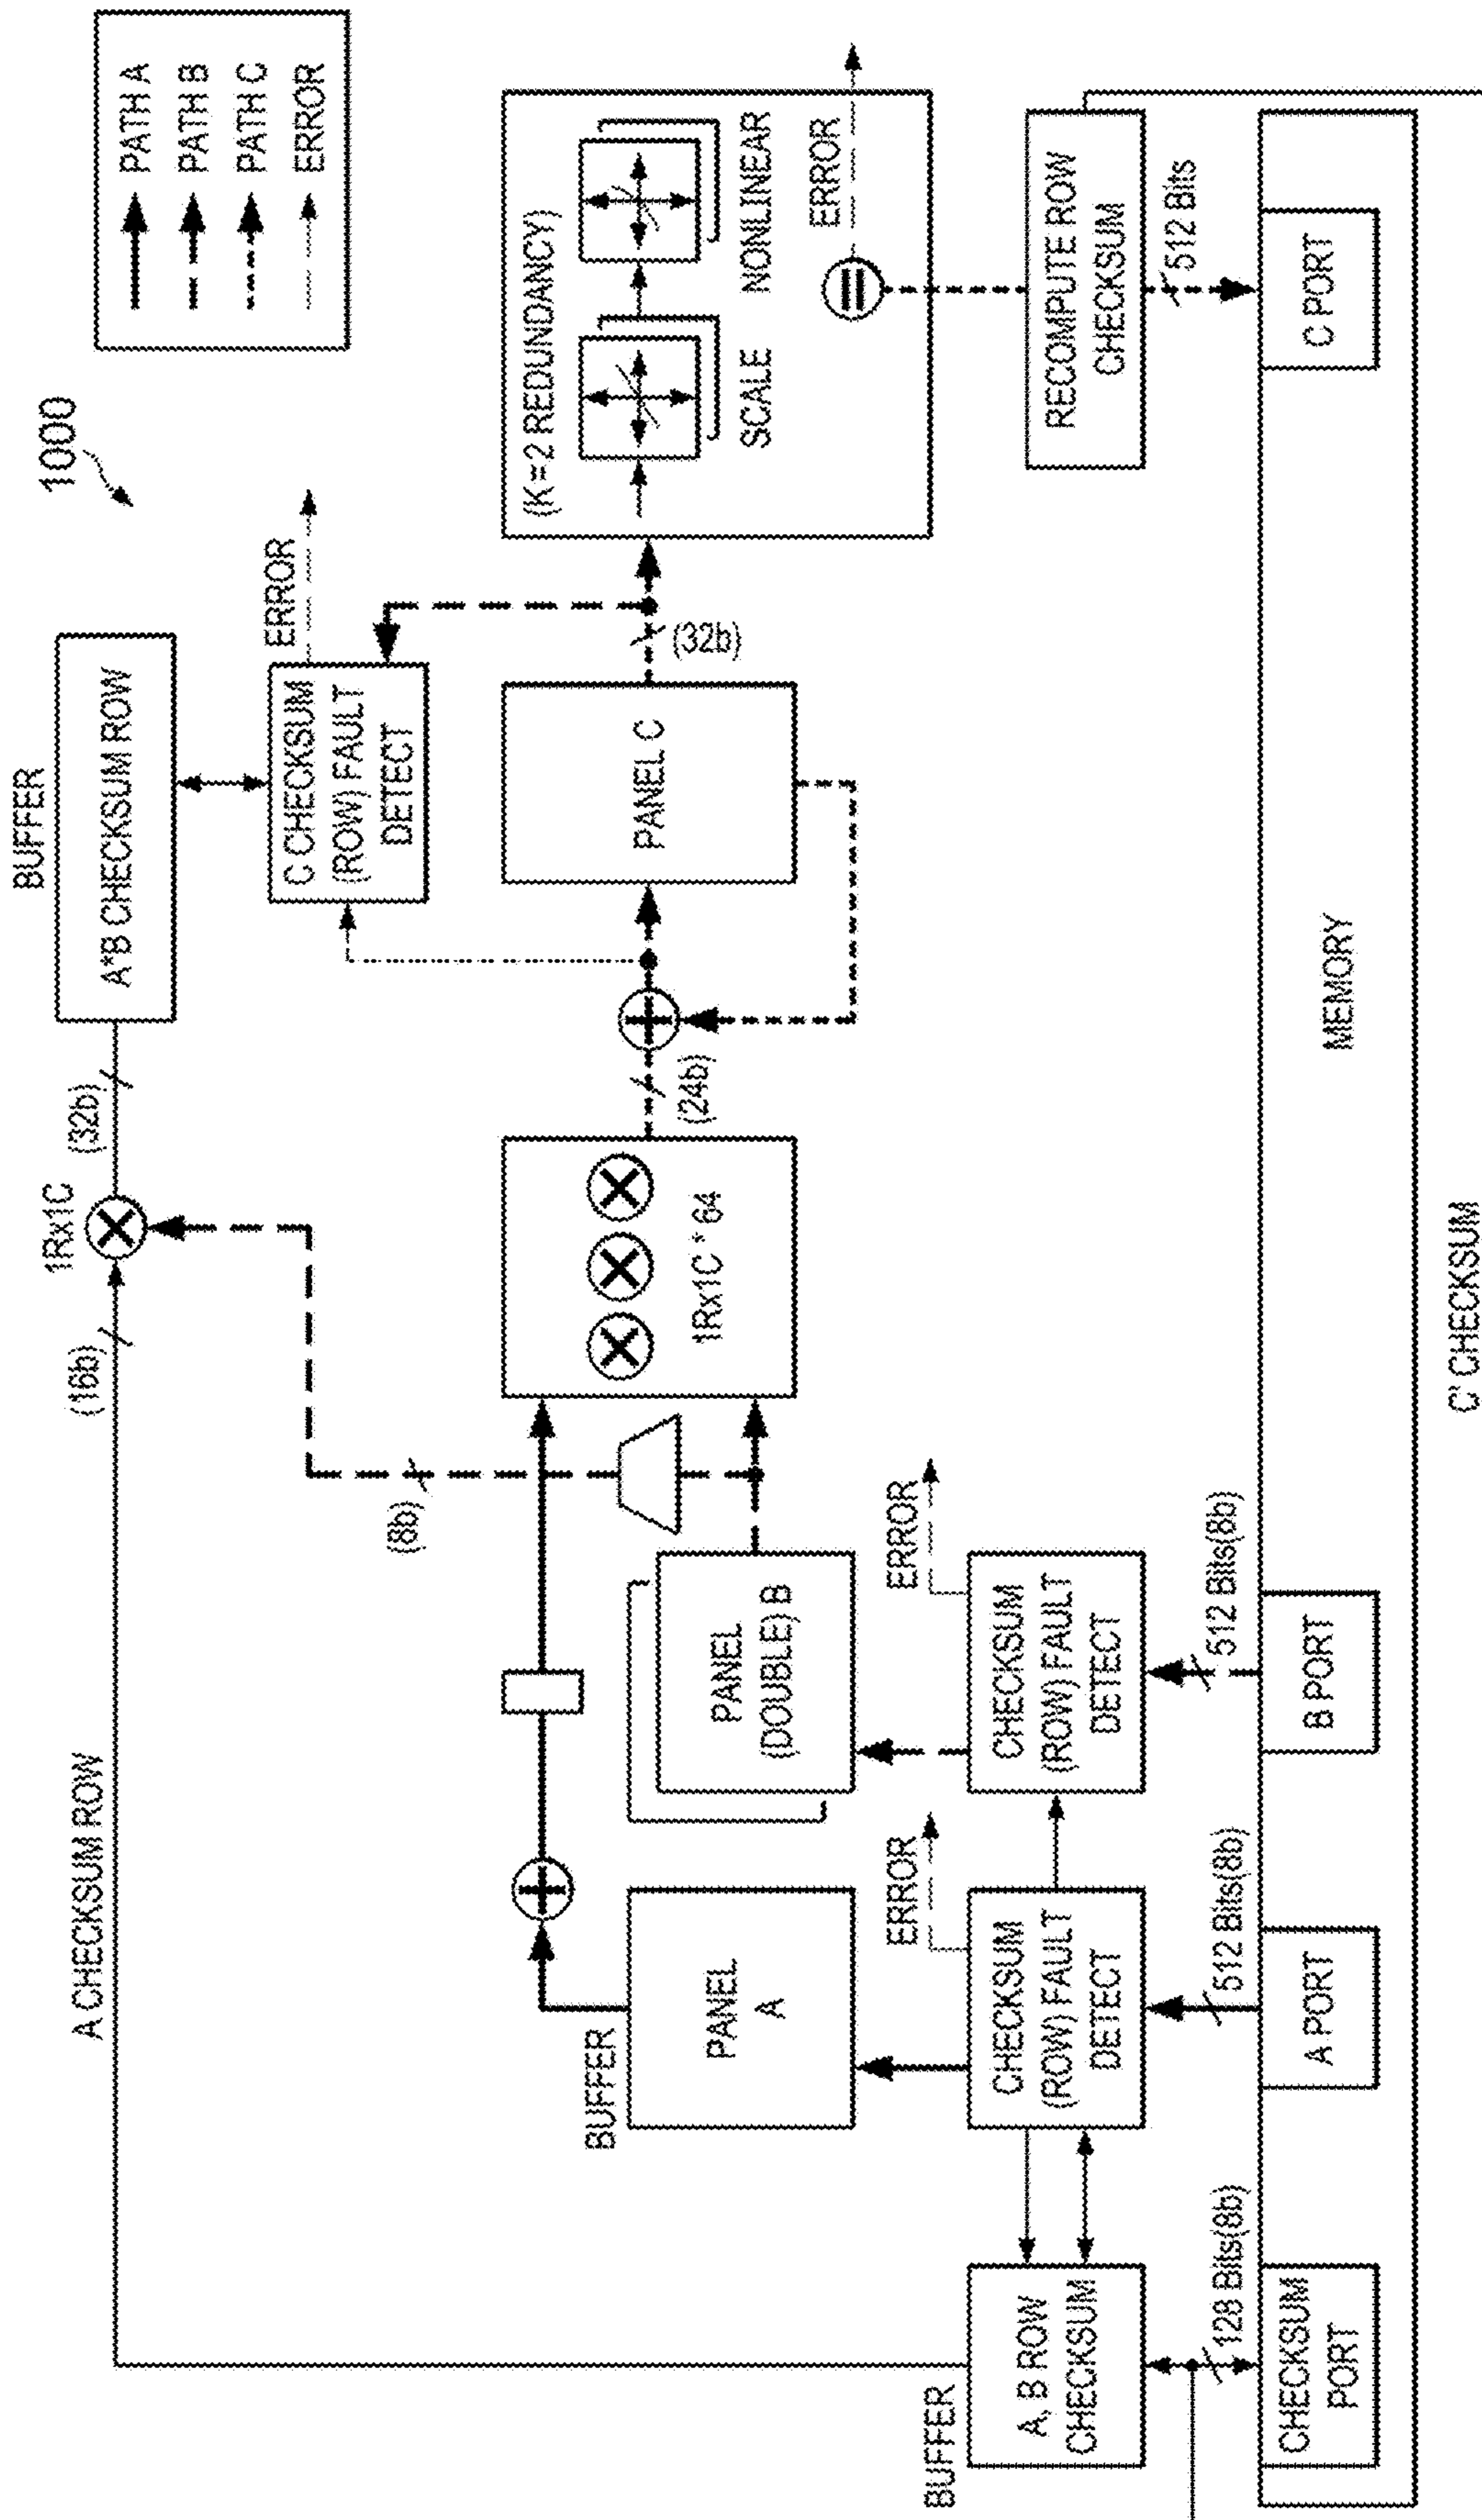 1000
PATH A
PATH B
PATH C
ERROR
BUFFER
A*B CHECKSUM ROW
1Rx1C
(32b)
(16b)
A CHECKSUM ROW
ERROR
C CHECKSUM
(ROW) FAULT
DETECT
(8b)
(K = 2 REDUNDANCY)
SCALE
NONLINEAR
ERROR
BUFFER
PANEL
A
PANEL
(DOUBLE) B
1Rx1C * 64
(24b)
PANEL C
(32b)
BUFFER
A, B ROW
CHECKSUM
ERROR
CHECKSUM
(ROW) FAULT
DETECT
ERROR
CHECKSUM
(ROW) FAULT
DETECT
RECOMPUTE ROW
CHECKSUM
128 Bits(8b)
512 Bits(8b)
512 Bits(8b)
512 Bits
CHECKSUM
PORT
A PORT
B PORT
MEMORY
C PORT
C' CHECKSUM